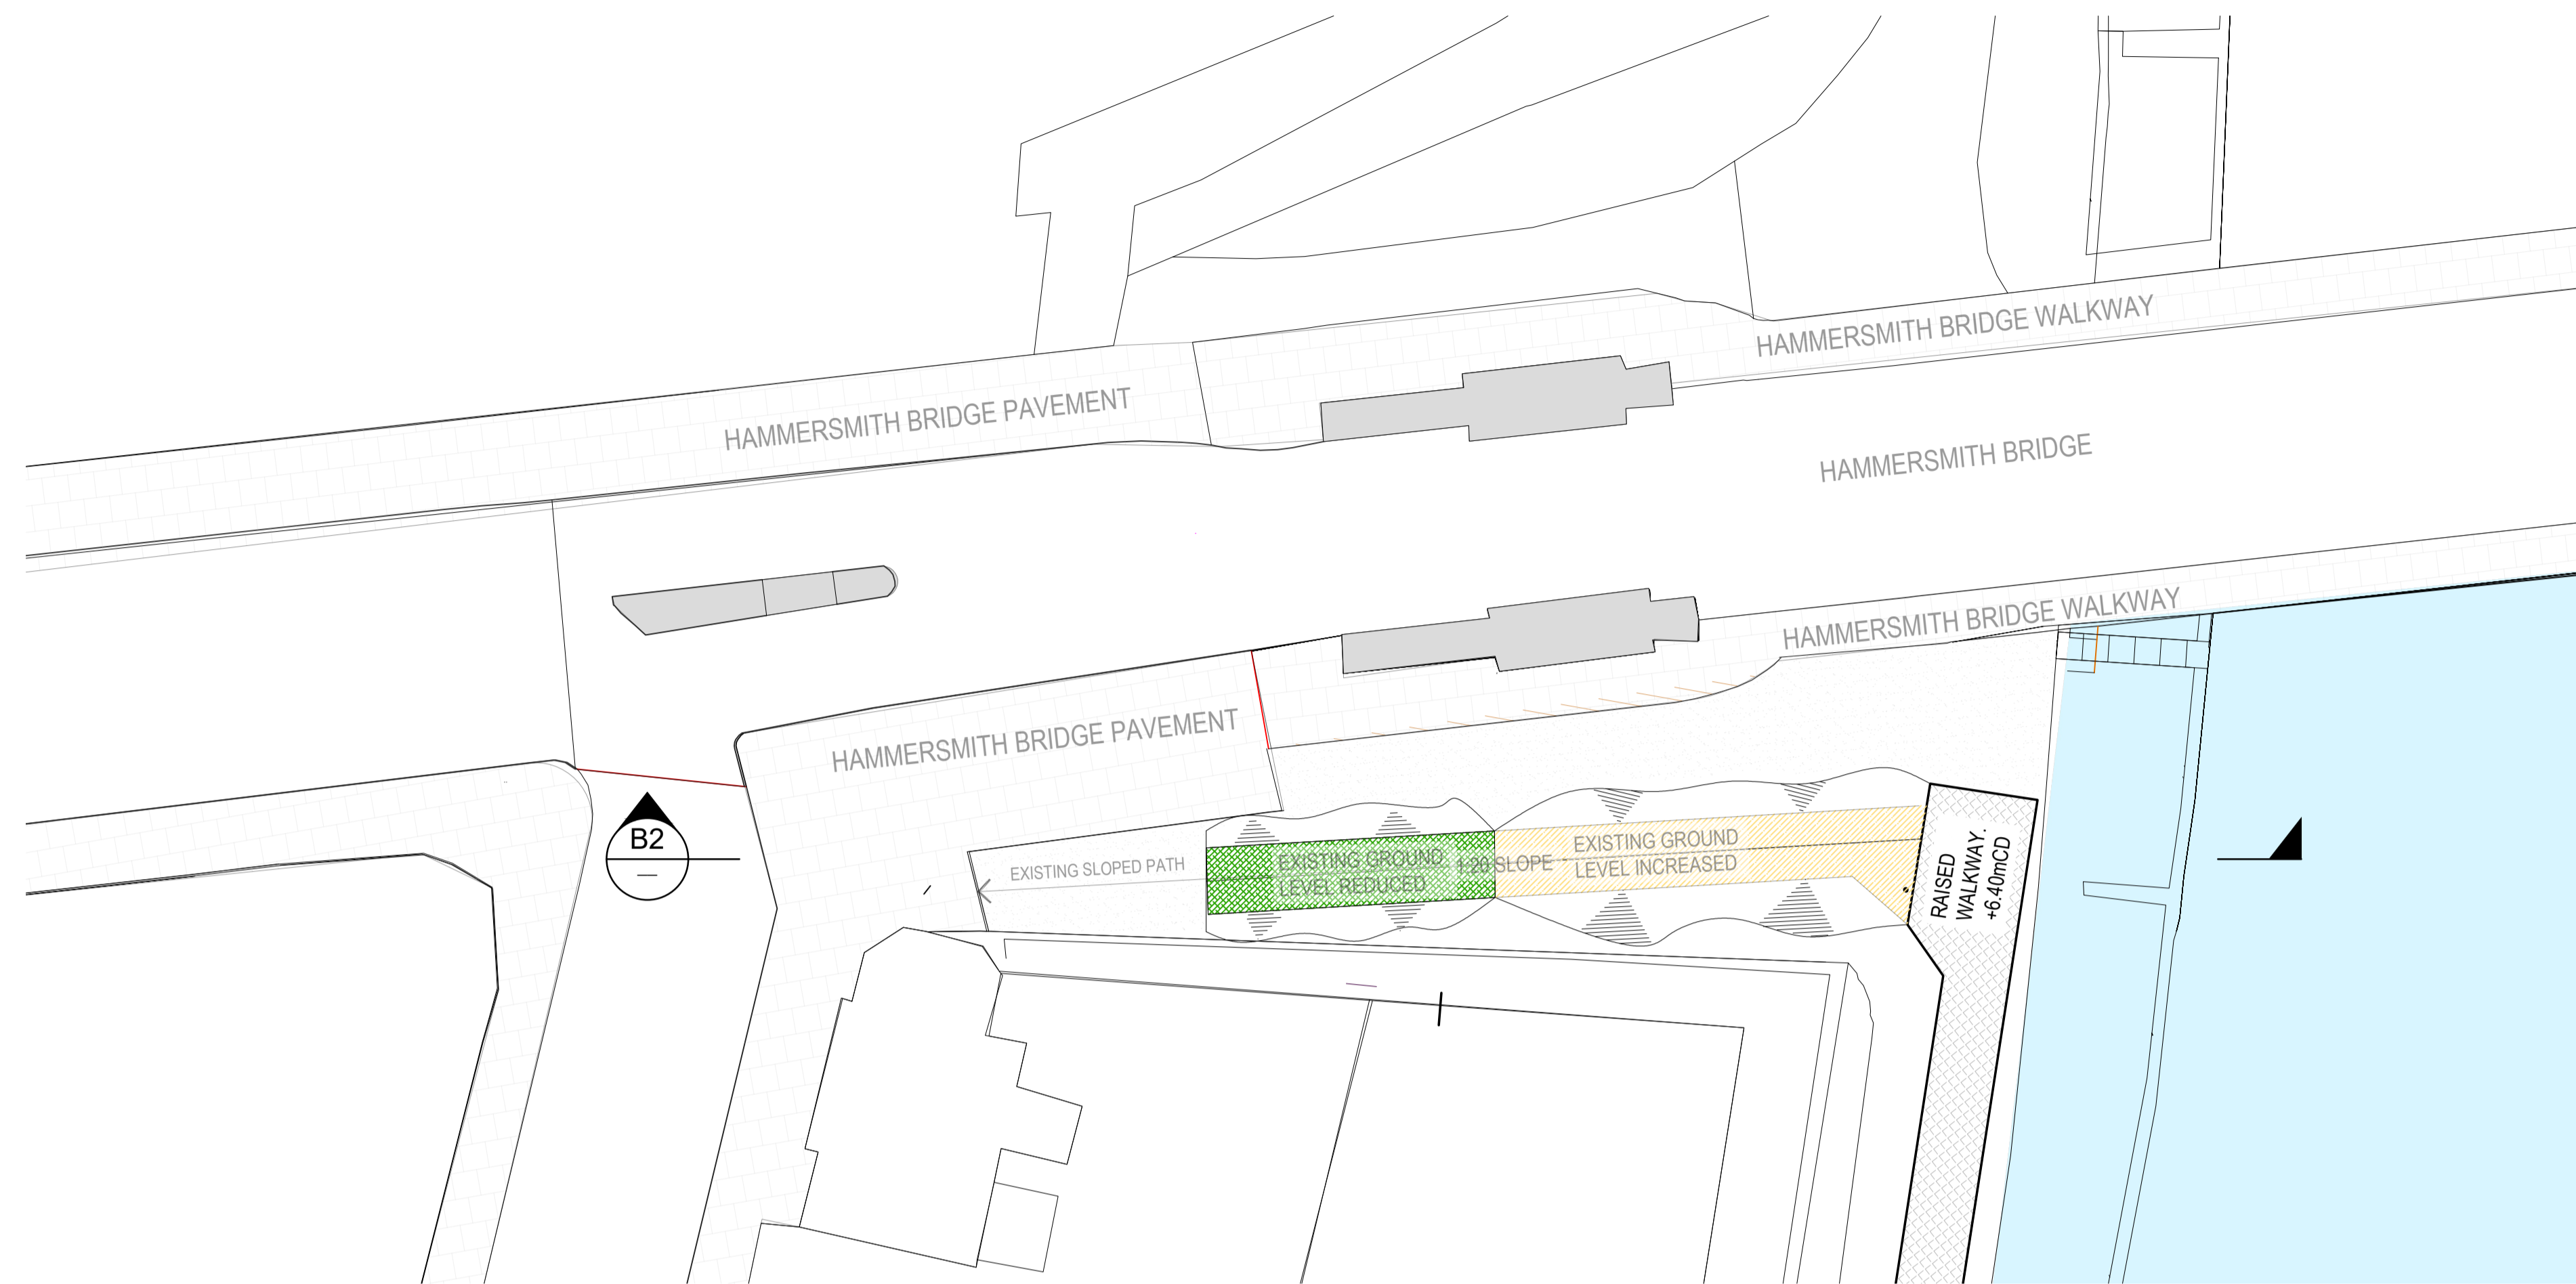 HAMMERSMITH BRIDGE WALKWAY
HAMMERSMITH BRIDGE PAVEMENT
HAMMERSMITH BRIDGE
HAMMERSMITH BRIDGE WALKWAY
HAMMERSMITH BRIDGE PAVEMENT
B2
—
EXISTING SLOPED PATH
EXISTING GROUND
LEVEL REDUCED
1:20 SLOPE
EXISTING GROUND
LEVEL INCREASED
RAISED
WALKWAY.
+6.40mCD